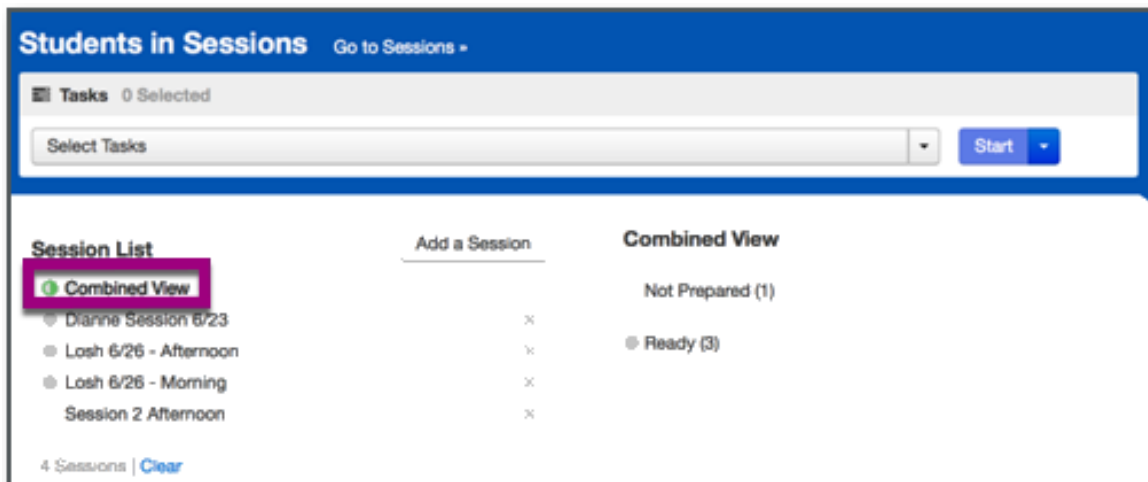 Students in Sessions Go to Sessions »
Tasks 0 Selected
Select Tasks Start
Session List Add a Session
Combined View
Dianne Session 6/23
Losh 6/26 - Afternoon
Losh 6/26 - Morning
Session 2 Afternoon
4 Sessions | Clear
Combined View
Not Prepared (1)
Ready (3)